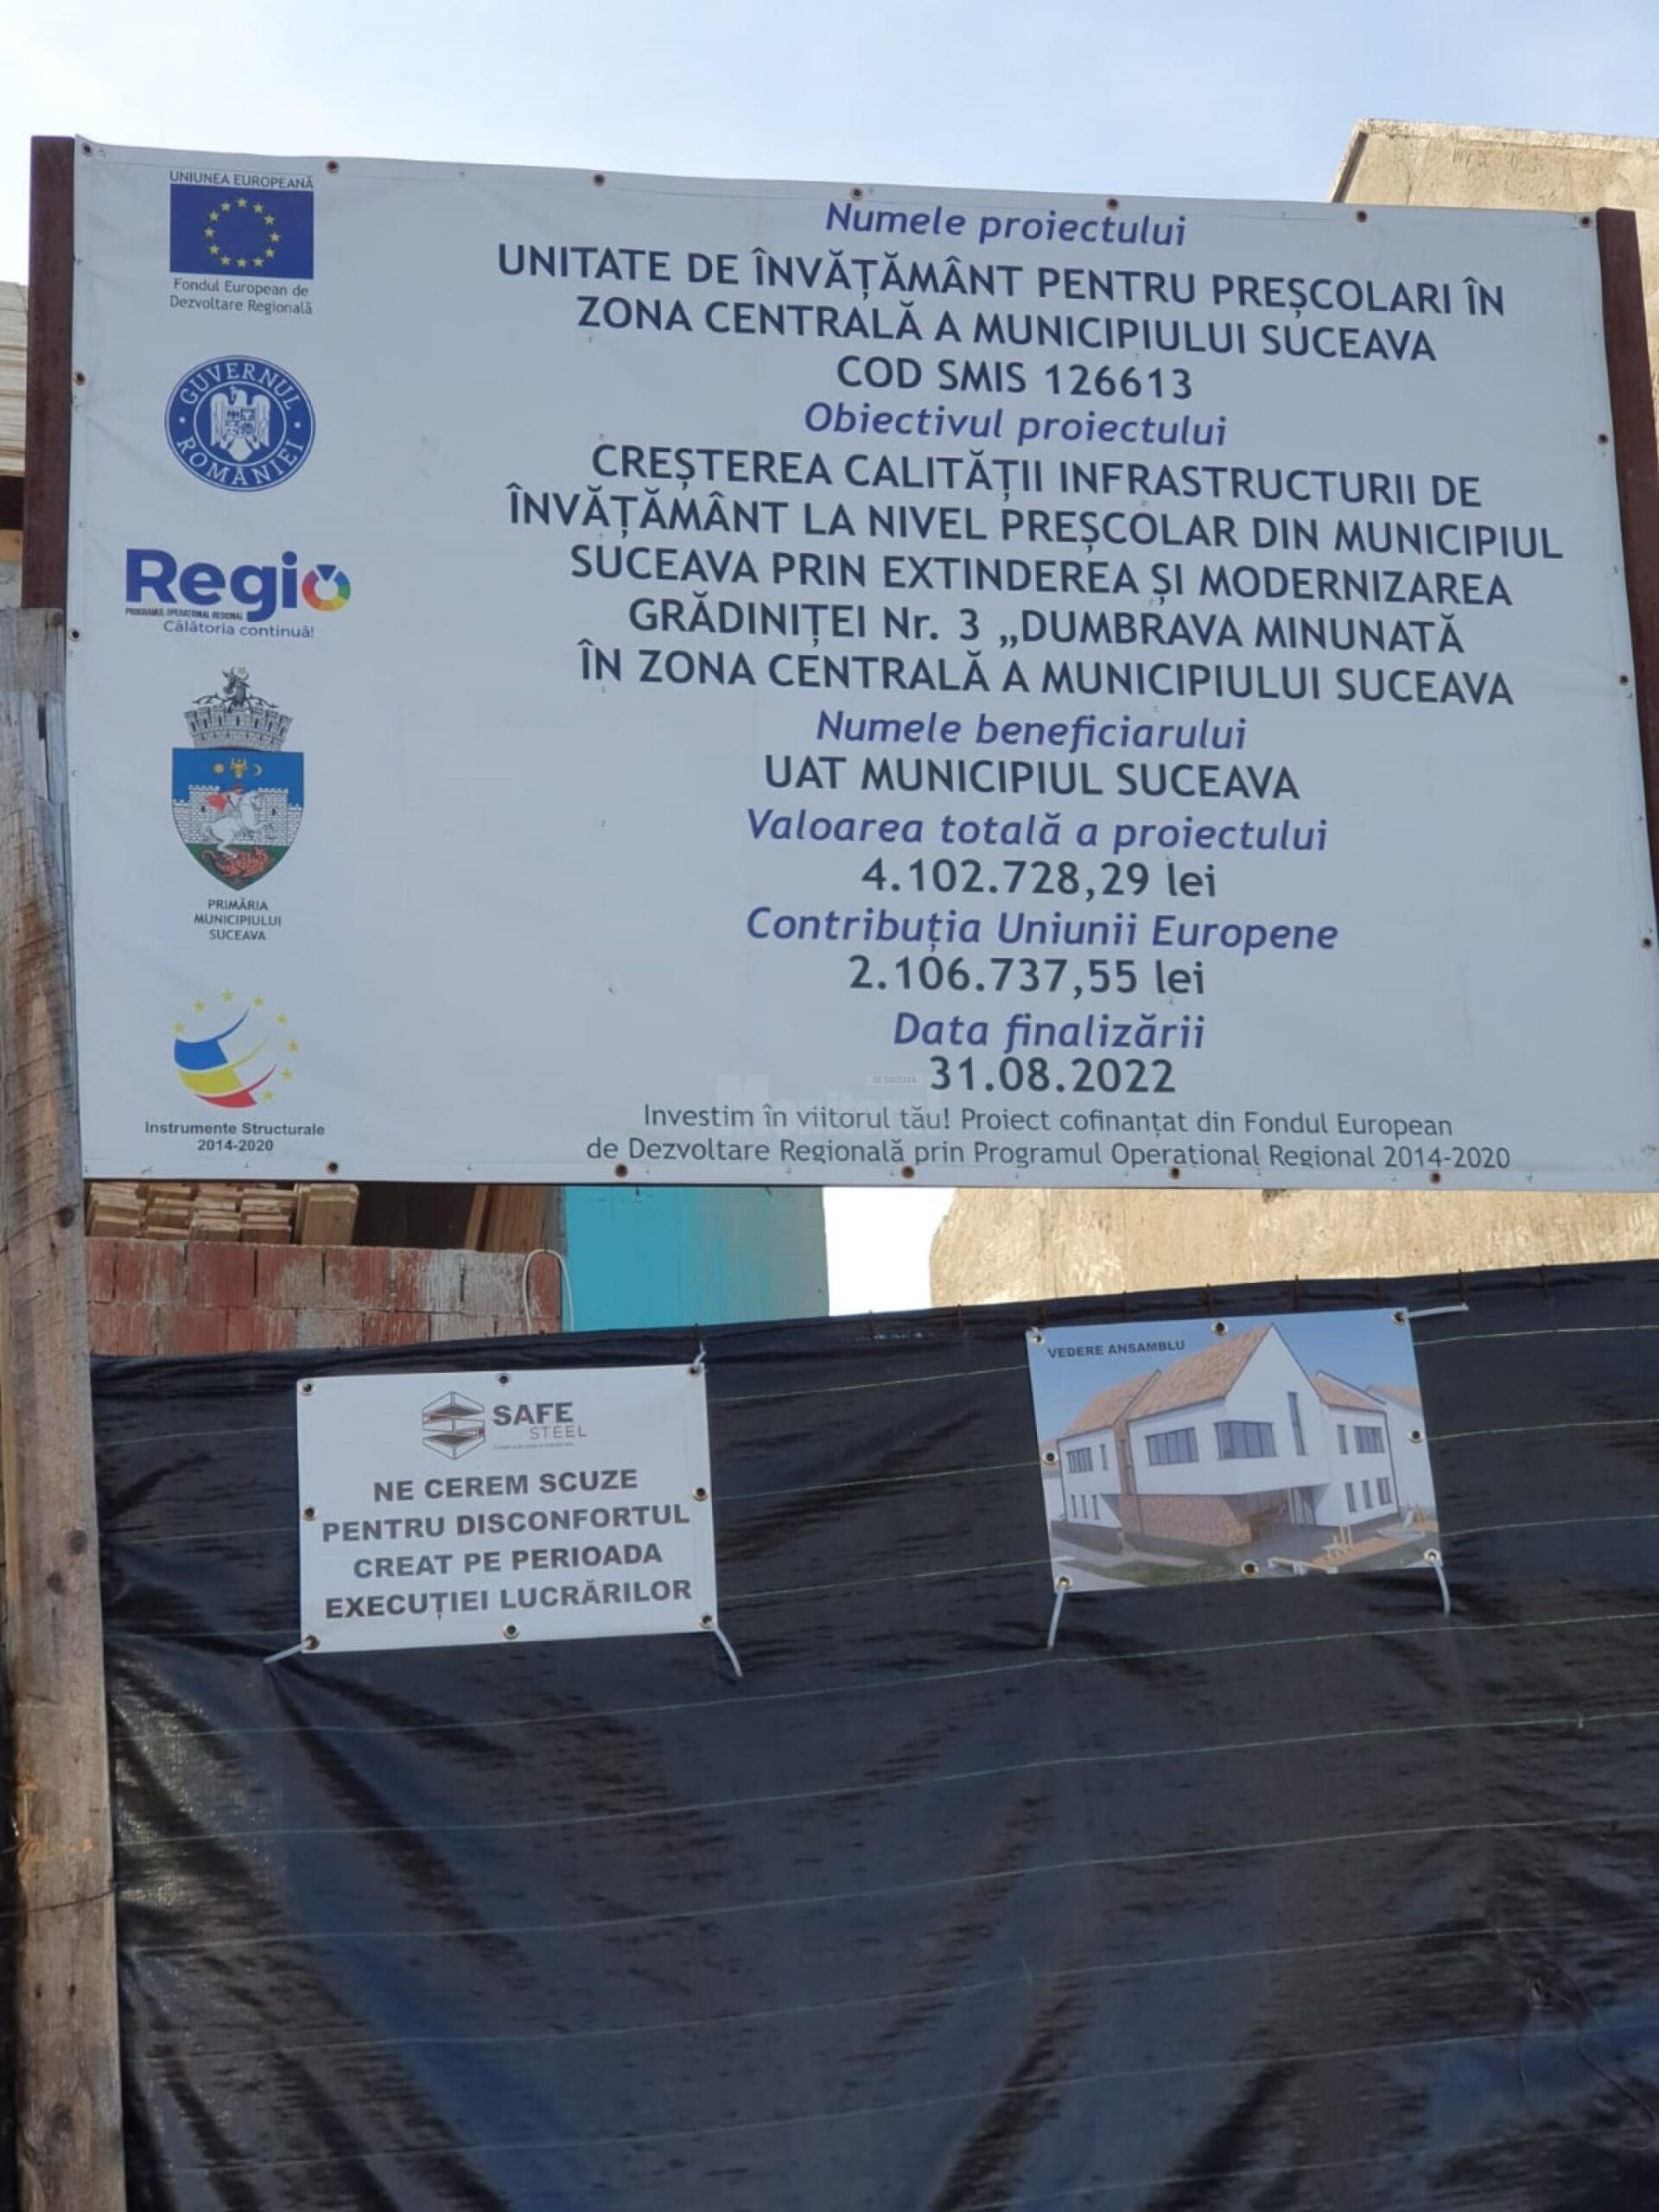 UNIUNEA EUROPEANĂ
Fondul European de
Dezvoltare Regională
GUVERNUL ROMÂNIEI
Regio
PROGRAMUL OPERAȚIONAL REGIONAL
Călătoria continuă!
PRIMĂRIA
MUNICIPIULUI
SUCEAVA
Instrumente Structurale
2014-2020
Numele proiectului
UNITATE DE ÎNVĂȚĂMÂNT PENTRU PREȘCOLARI ÎN
ZONA CENTRALĂ A MUNICIPIULUI SUCEAVA
COD SMIS 126613
Obiectivul proiectului
CREȘTEREA CALITĂȚII INFRASTRUCTURII DE
ÎNVĂȚĂMÂNT LA NIVEL PREȘCOLAR DIN MUNICIPIUL
SUCEAVA PRIN EXTINDEREA ȘI MODERNIZAREA
GRĂDINIȚEI Nr. 3 „DUMBRAVA MINUNATĂ
ÎN ZONA CENTRALĂ A MUNICIPIULUI SUCEAVA
Numele beneficiarului
UAT MUNICIPIUL SUCEAVA
Valoarea totală a proiectului
4.102.728,29 lei
Contribuția Uniunii Europene
2.106.737,55 lei
Data finalizării
31.08.2022
Monitorul
DE SUCEAVA
Investim în viitorul tău! Proiect cofinanțat din Fondul European
de Dezvoltare Regională prin Programul Operațional Regional 2014-2020
SAFE
STEEL
NE CEREM SCUZE
PENTRU DISCONFORTUL
CREAT PE PERIOADA
EXECUȚIEI LUCRĂRILOR
VEDERE ANSAMBLU